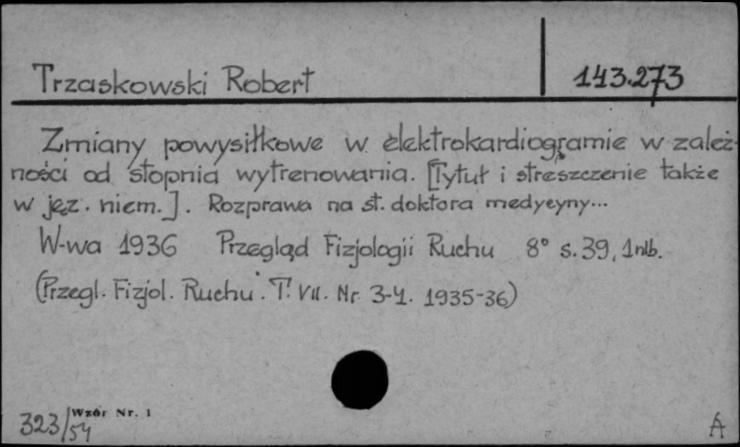 Trzaskowski Robert 143.273
Zmiany powysiłkowe w elektrokardiogramie w zależ-
ności od stopnia wytrenowania. [Tytuł i streszczenie także
w jęz. niem.]. Rozprawa na st. doktora medycyny...
W-wa 1936 Przegląd Fizjologii Ruchu 8° s. 39, 1 nlb.
(Przegl. Fizjol. Ruchu. T. VII. Nr 3-4. 1935-36)
Wzór Nr. 1
323/54 A